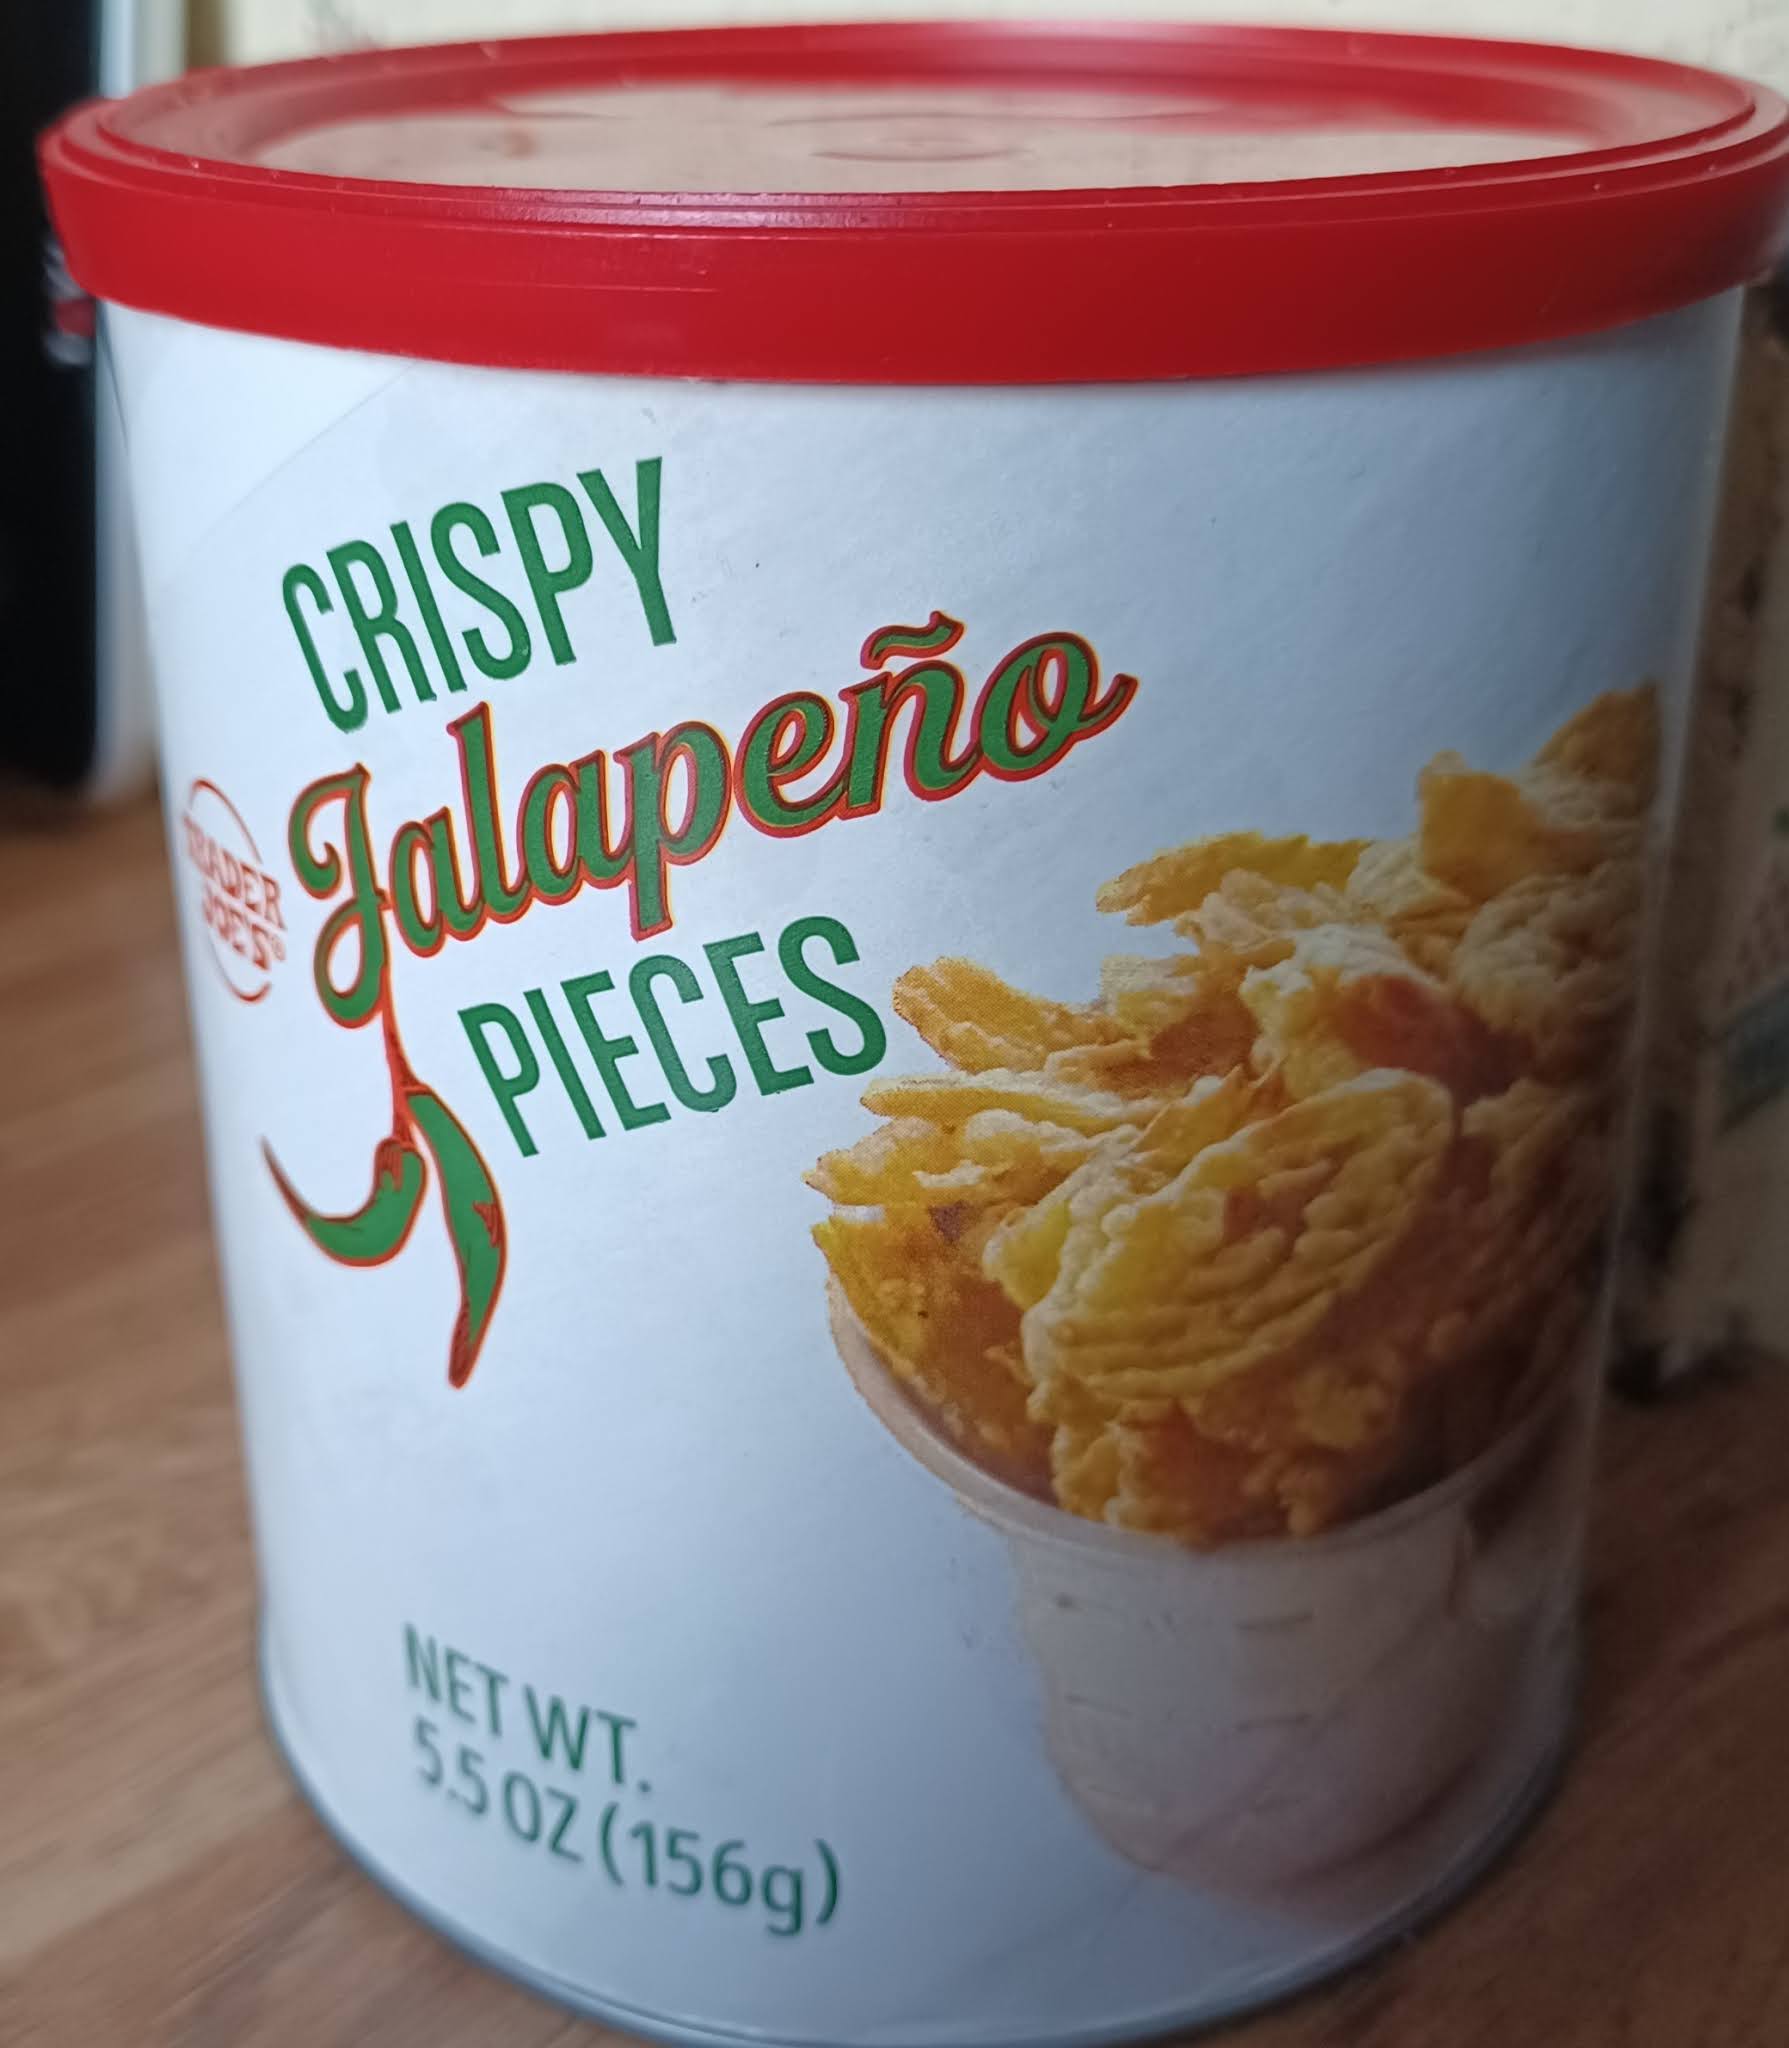 CRISPY
Jalapeño
PIECES
TRADER
JOE'S®
NET WT.
5.5 OZ (156g)